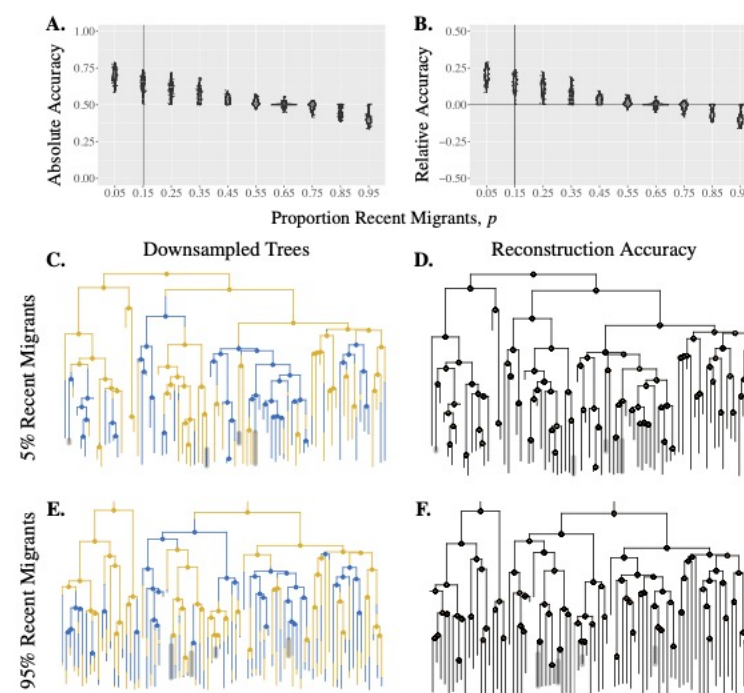 A.
B.
1.00
0.75
0.50
0.25
0.00
Absolute Accuracy
0.05 0.15 0.25 0.35 0.45 0.55 0.65 0.75 0.85 0.95
0.50
0.25
0.00
−0.25
−0.50
Relative Accuracy
0.05 0.15 0.25 0.35 0.45 0.55 0.65 0.75 0.85 0.9
Proportion Recent Migrants, p
Downsampled Trees
Reconstruction Accuracy
C.
D.
5% Recent Migrants
E.
F.
95% Recent Migrants